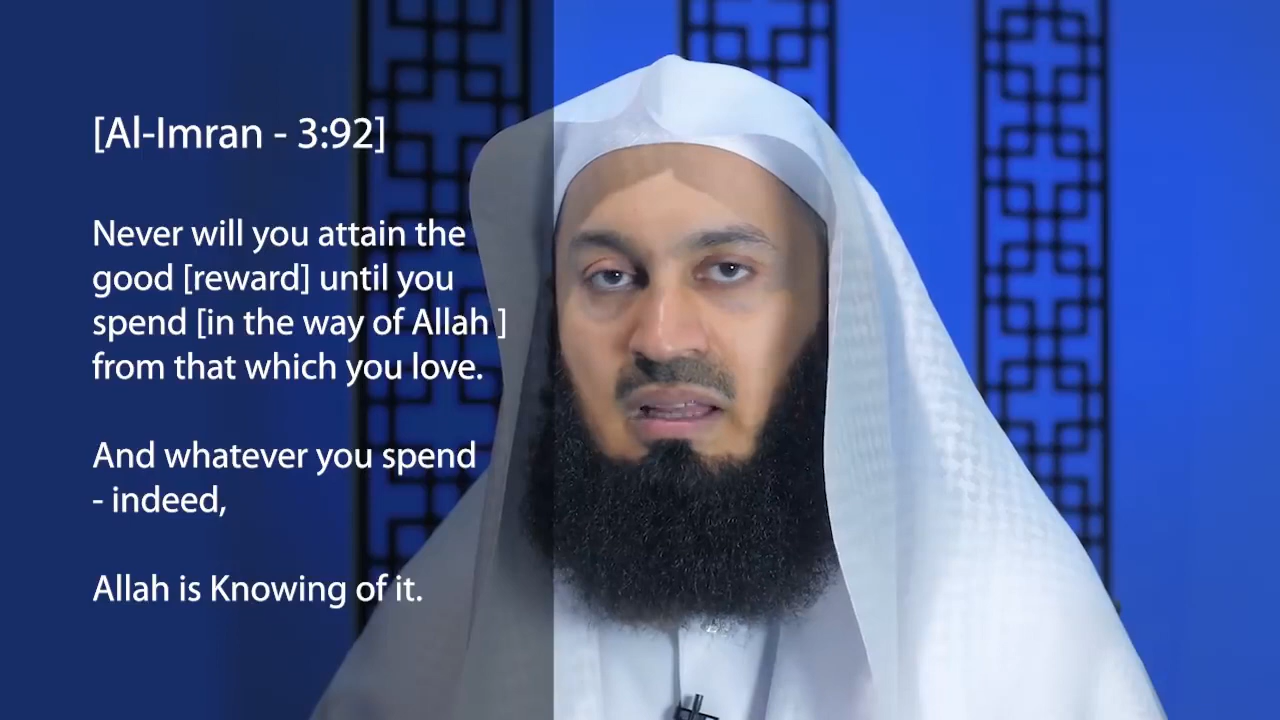 [Al-Imran - 3:92]
Never will you attain the
good [reward] until you
spend [in the way of Allah ]
from that which you love.
And whatever you spend
- indeed,
Allah is Knowing of it.